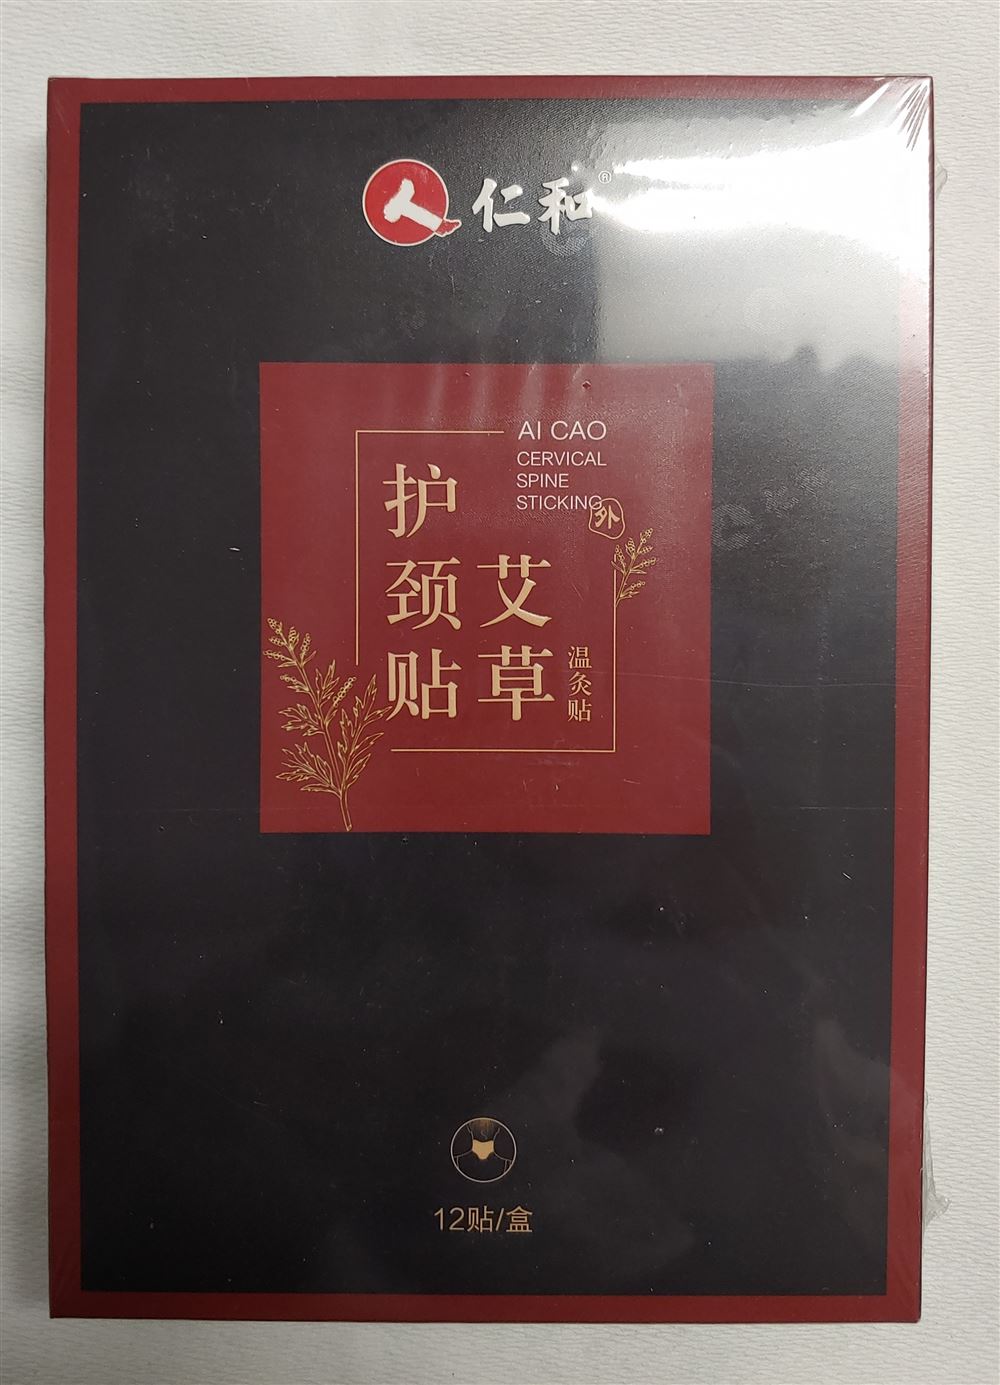 人 仁和®
AI CAO
CERVICAL
SPINE
STICKING
外
艾草
护颈贴
温灸贴
12贴/盒